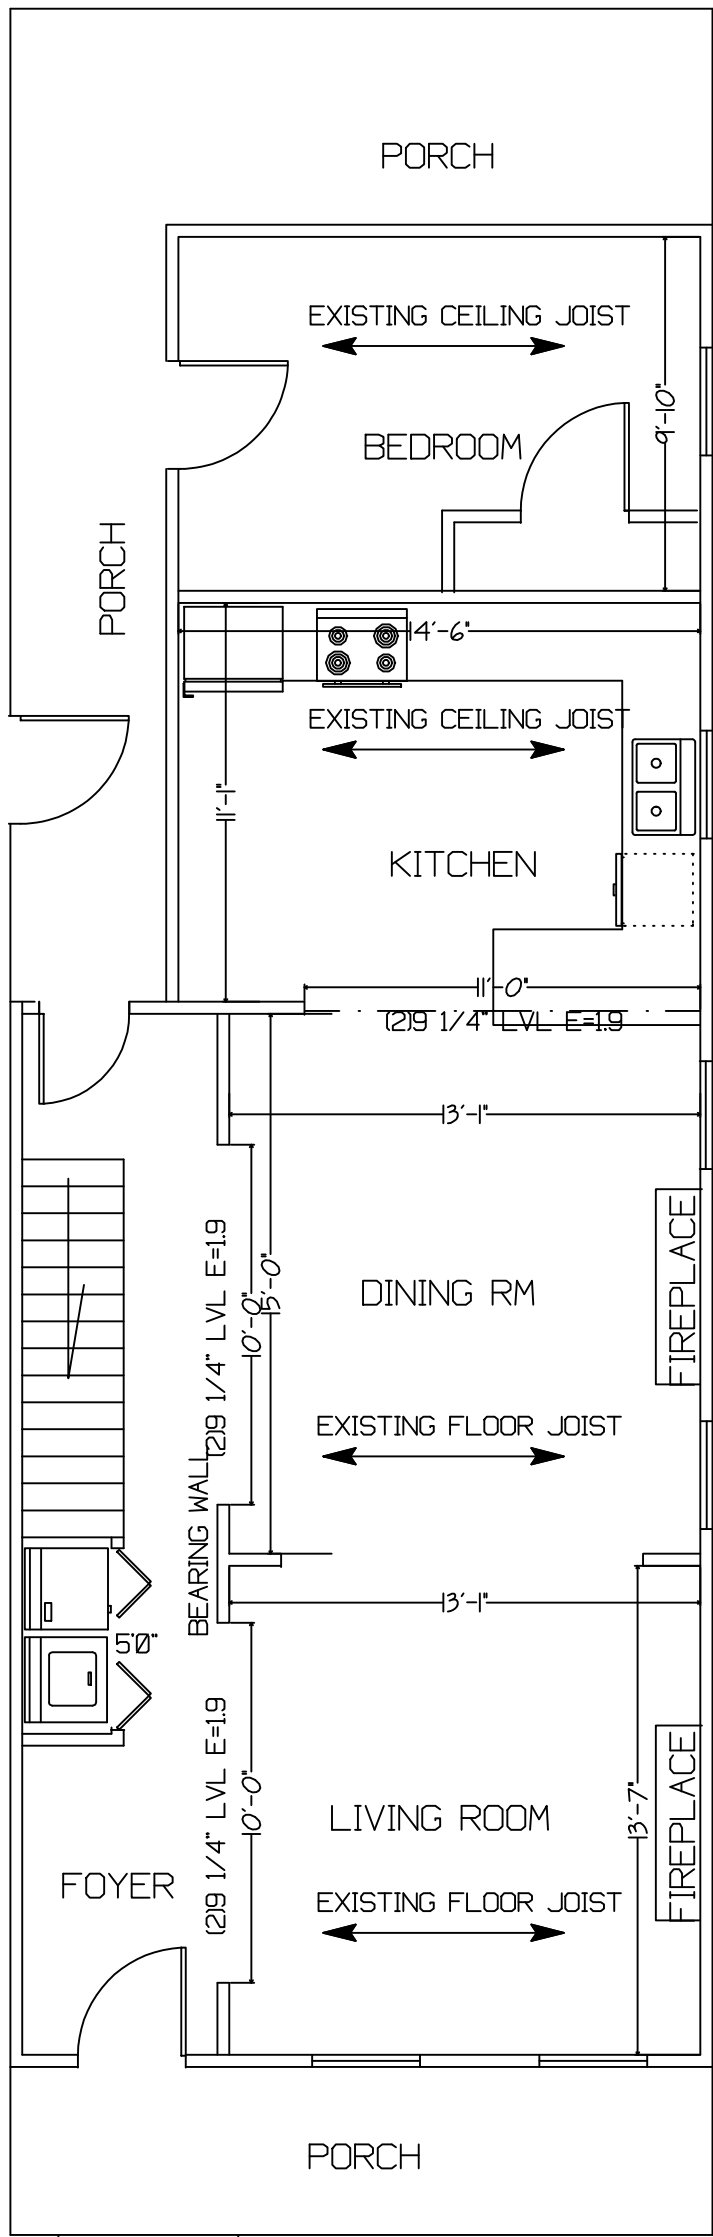 PORCH
EXISTING CEILING JOIST
BEDROOM
9'-10"
PORCH
14'-6"
EXISTING CEILING JOIST
11'-1"
KITCHEN
11'-0"
(2)9 1/4" LVL E=1.9
13'-1"
(2)9 1/4" LVL E=1.9
10'-0"
15'-0"
DINING RM
FIREPLACE
EXISTING FLOOR JOIST
BEARING WALL
13'-1"
5'0"
(2)9 1/4" LVL E=1.9
10'-0"
LIVING ROOM
13'-7"
FIREPLACE
FOYER
EXISTING FLOOR JOIST
PORCH